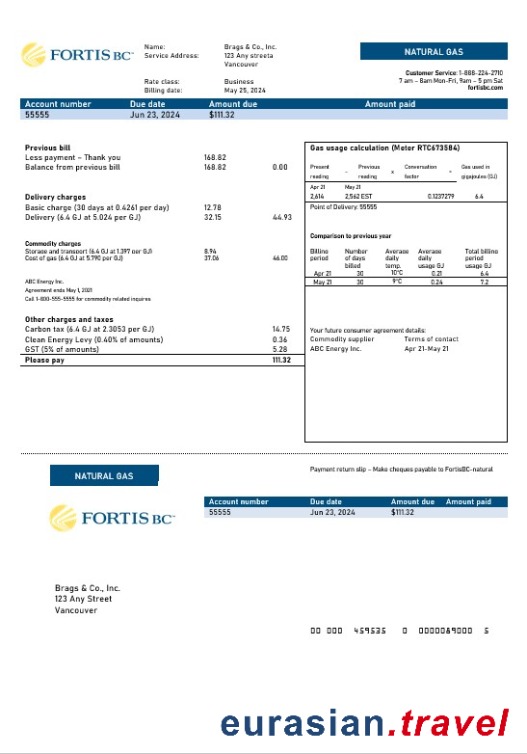 FORTIS BC™
Name: Brags & Co., Inc.
Service Address: 123 Any streeta
Vancouver
Rate class: Business
Billing date: May 25, 2024
NATURAL GAS
Customer Service: 1-888-224-2710
7 am – 8am Mon-Fri, 9am – 5 pm Sat
fortisbc.com
Account number Due date Amount due Amount paid
55555 Jun 23, 2024 $111.32
Previous bill
Less payment – Thank you 168.82
Balance from previous bill 168.82 0.00
Delivery charges
Basic charge (30 days at 0.4261 per day) 12.78
Delivery (6.4 GJ at 5.024 per GJ) 32.15 44.93
Commodity charges
Storage and transport (6.4 GJ at 1.397 per GJ) 8.94
Cost of gas (6.4 GJ at 5.790 per GJ) 37.06 46.00
ABC Energy Inc.
Agreement ends May 1, 2021
Call 1-800-555-5555 for commodity related inquires
Other charges and taxes
Carbon tax (6.4 GJ at 2.3053 per GJ) 14.75
Clean Energy Levy (0.40% of amounts) 0.36
GST (5% of amounts) 5.28
Please pay 111.32
Gas usage calculation (Meter RTC673584)
Present reading – Previous reading x Conversation factor = Gas used in gigajoules (GJ)
Apr 21 May 21
2,614 2,562 EST 0.1237279 6.4
Point of Delivery: 55555
Comparison to previous year
Billing period Number of days billed Average daily temp. Average daily usage GJ Total billing period usage GJ
Apr 21 30 10°C 0.21 6.4
May 21 30 9°C 0.24 7.2
Your future consumer agreement details:
Commodity supplier Terms of contact
ABC Energy Inc. Apr 21-May 21
NATURAL GAS
Payment return slip – Make cheques payable to FortisBC-natural
FORTIS BC™
Account number Due date Amount due Amount paid
55555 Jun 23, 2024 $111.32
Brags & Co., Inc.
123 Any Street
Vancouver
00 000 459535 0 0000069000 5
eurasian.travel